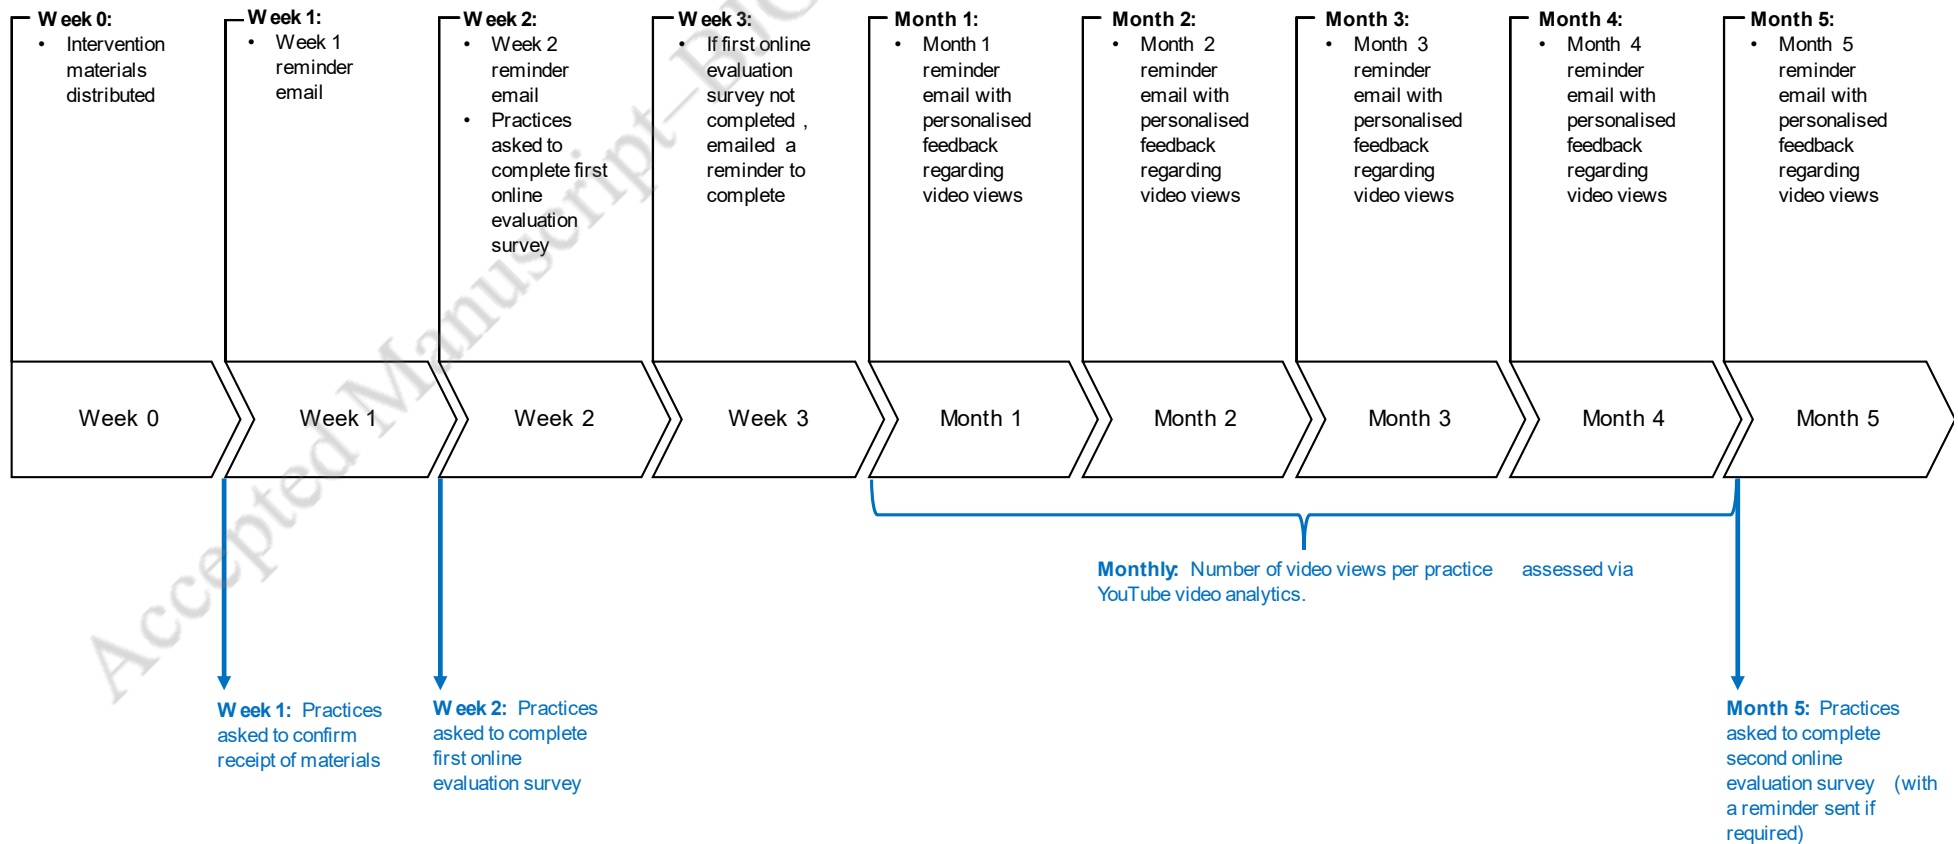 Week 0:
• Intervention
materials
distributed
Week 1:
• Week 1
reminder
email
Week 2:
• Week 2
reminder
email
• Practices
asked to
complete first
online
evaluation
survey
Week 3:
• If first online
evaluation
survey not
completed ,
emailed a
reminder to
complete
Month 1:
• Month 1
reminder
email with
personalised
feedback
regarding
video views
Month 2:
• Month 2
reminder
email with
personalised
feedback
regarding
video views
Month 3:
• Month 3
reminder
email with
personalised
feedback
regarding
video views
Month 4:
• Month 4
reminder
email with
personalised
feedback
regarding
video views
Month 5:
• Month 5
reminder
email with
personalised
feedback
regarding
video views
Week 0
Week 1
Week 2
Week 3
Month 1
Month 2
Month 3
Month 4
Month 5
Monthly: Number of video views per practice assessed via
YouTube video analytics.
Week 1: Practices
asked to confirm
receipt of materials
Week 2: Practices
asked to complete
first online
evaluation survey
Month 5: Practices
asked to complete
second online
evaluation survey (with
a reminder sent if
required)
Accepted Manuscript–BJG